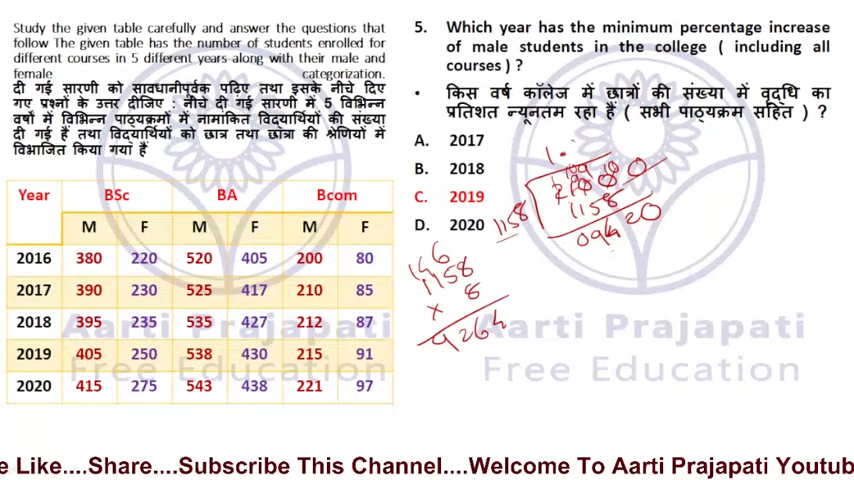 Study the given table carefully and answer the questions that
follow The given table has the number of students enrolled for
different courses in 5 different years along with their male and
female categorization.
दी गई सारणी को सावधानीपूर्वक पढ़िए तथा इसके नीचे दिए
गए प्रश्नों के उत्तर दीजिए : नीचे दी गई सारणी में 5 विभिन्न
वर्षों में विभिन्न पाठ्यक्रमों में नामांकित विद्यार्थियों की संख्या
दी गई हैं तथा विद्यार्थियों को छात्र तथा छात्रा की श्रेणियों में
विभाजित किया गया हैं
Year BSc BA Bcom
M F M F M F
2016 380 220 520 405 200 80
2017 390 230 525 417 210 85
2018 395 235 535 427 212 87
2019 405 250 538 430 215 91
2020 415 275 543 438 221 97
5. Which year has the minimum percentage increase
of male students in the college ( including all
courses ) ?
• किस वर्ष कॉलेज में छात्रों की संख्या में वृद्धि का
प्रतिशत न्यूनतम रहा हैं ( सभी पाठ्यक्रम सहित ) ?
A. 2017
B. 2018
C. 2019
D. 2020
1158
1158
1158
× 8
9264
Aarti Prajapati
Free Education
Aarti Prajapati
Free Education
e Like....Share....Subscribe This Channel....Welcome To Aarti Prajapati Youtub